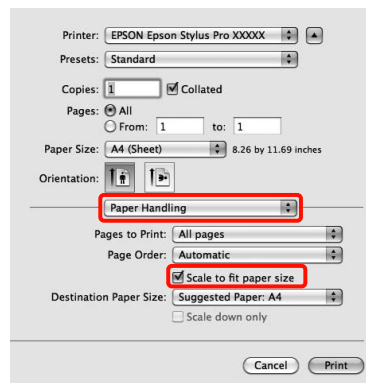 Printer: EPSON Epson Stylus Pro XXXXX
Presets: Standard
Copies: 1 Collated
Pages: All
From: 1 to: 1
Paper Size: A4 (Sheet) 8.26 by 11.69 inches
Orientation:
Paper Handling
Pages to Print: All pages
Page Order: Automatic
Scale to fit paper size
Destination Paper Size: Suggested Paper: A4
Scale down only
Cancel Print